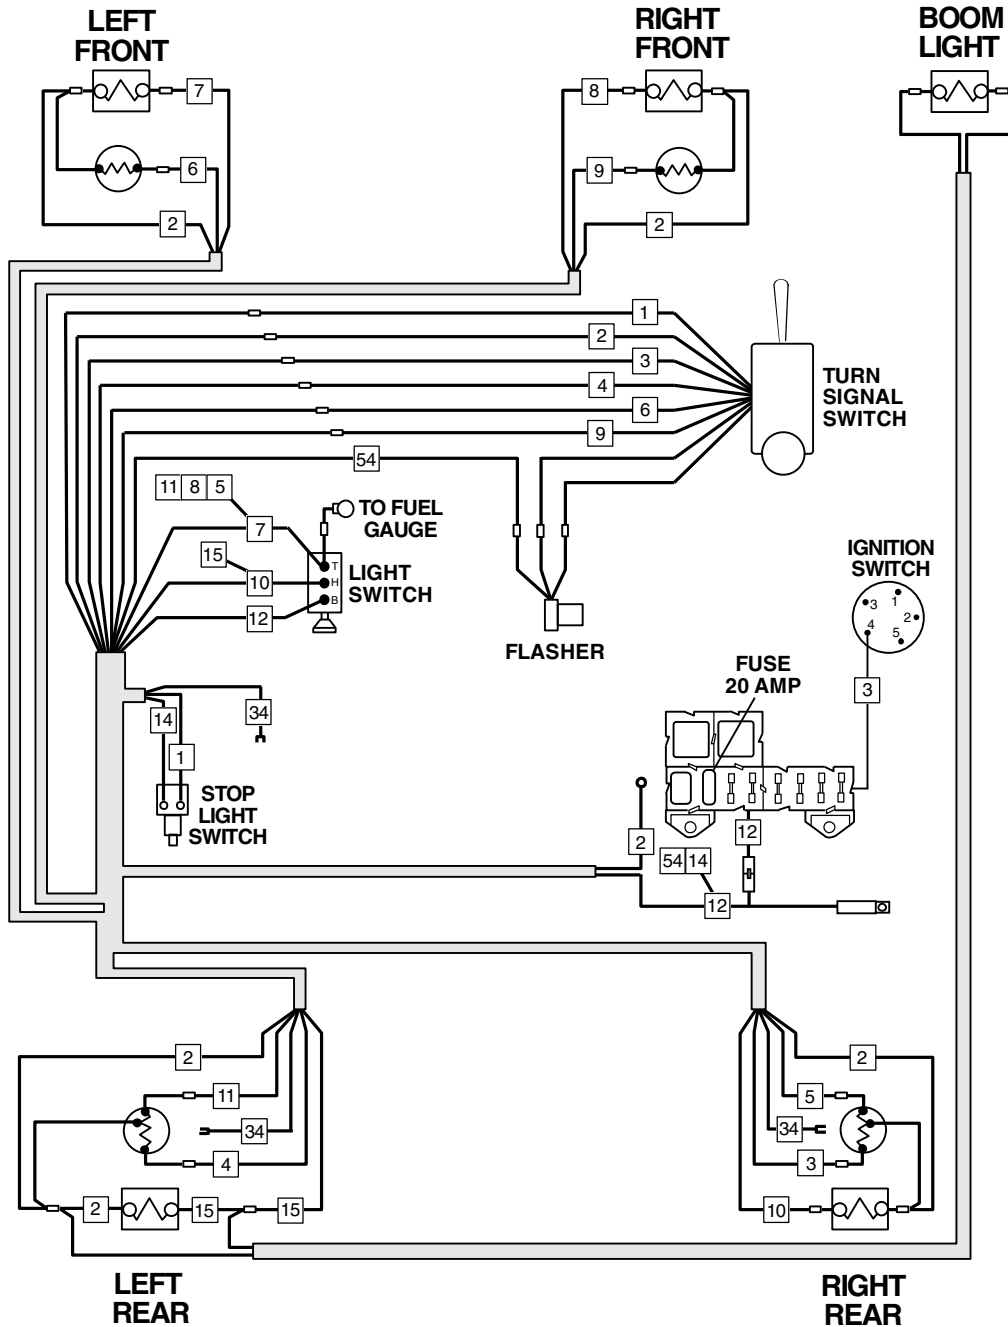 LEFT
FRONT
RIGHT
FRONT
BOOM
LIGHT
7
8
6
9
2
2
1
2
3
4
6
9
54
TURN
SIGNAL
SWITCH
11 8 5
7
TO FUEL
GAUGE
15
10
12
T
H
B
LIGHT
SWITCH
FLASHER
IGNITION
SWITCH
3
1
2
4
5
3
FUSE
20 AMP
14
34
1
STOP
LIGHT
SWITCH
2
12
54 14
12
2
11
34
4
2
15
15
2
5
34
3
10
LEFT
REAR
RIGHT
REAR